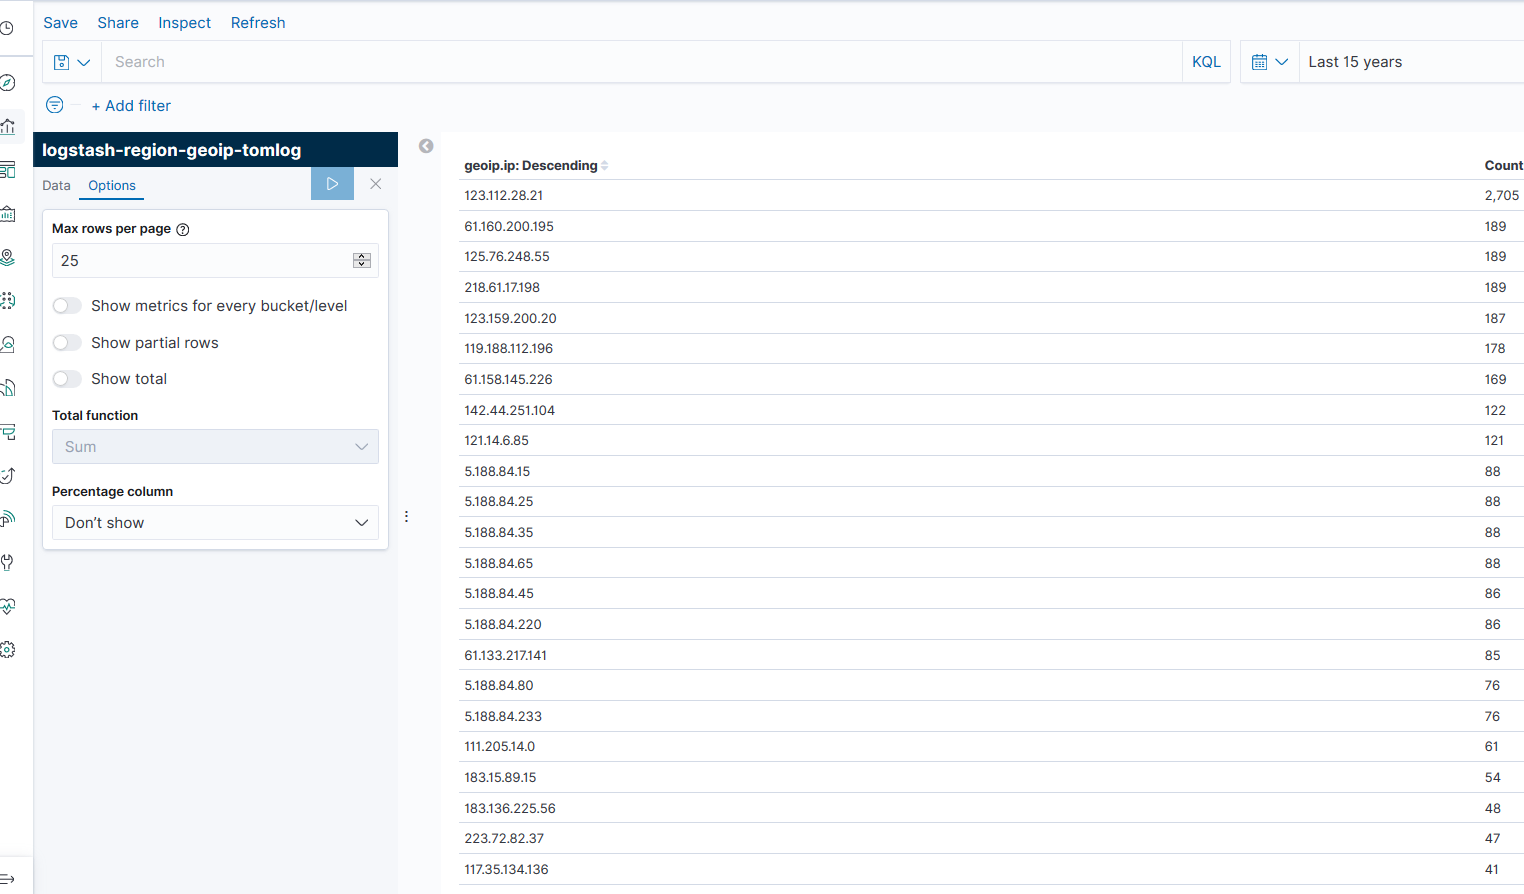 Save Share Inspect Refresh
Search KQL Last 15 years
+ Add filter
logstash-region-geoip-tomlog
Data Options
Max rows per page
25
Show metrics for every bucket/level
Show partial rows
Show total
Total function
Sum
Percentage column
Don't show
geoip.ip: Descending Count
123.112.28.21 2,705
61.160.200.195 189
125.76.248.55 189
218.61.17.198 189
123.159.200.20 187
119.188.112.196 178
61.158.145.226 169
142.44.251.104 122
121.14.6.85 121
5.188.84.15 88
5.188.84.25 88
5.188.84.35 88
5.188.84.65 88
5.188.84.45 86
5.188.84.220 86
61.133.217.141 85
5.188.84.80 76
5.188.84.233 76
111.205.14.0 61
183.15.89.15 54
183.136.225.56 48
223.72.82.37 47
117.35.134.136 41